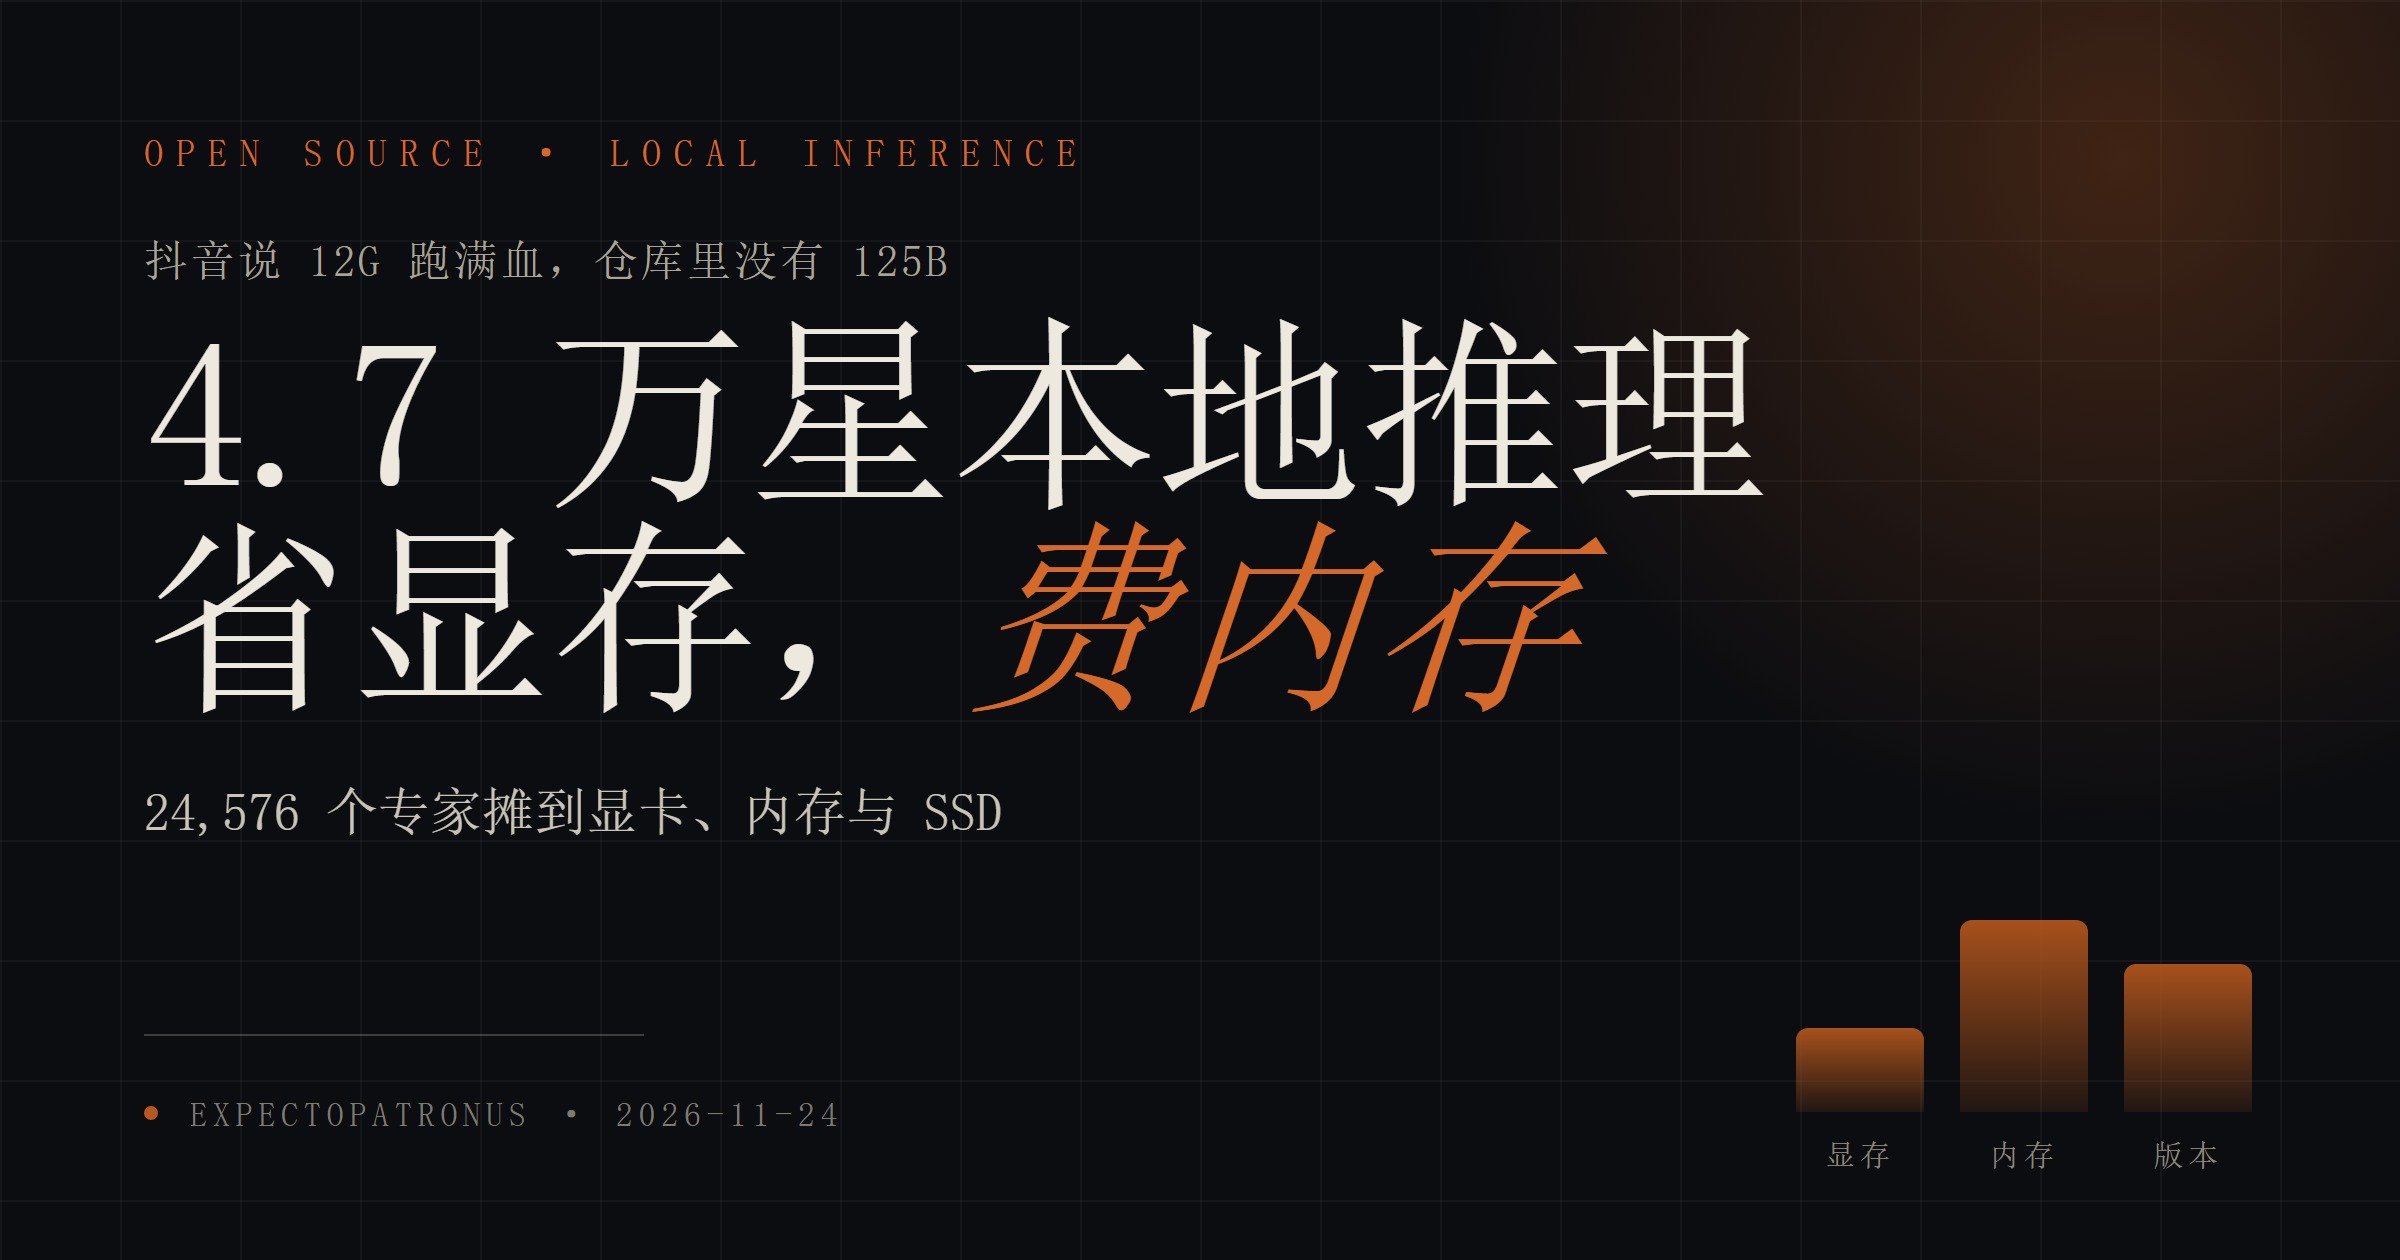 OPEN SOURCE • LOCAL INFERENCE
抖音说 12G 跑满血，仓库里没有 125B
4.7 万星本地推理
省显存，费内存
24,576 个专家摊到显卡、内存与 SSD
EXPECTOPATRONUS • 2026-11-24
显存 内存 版本